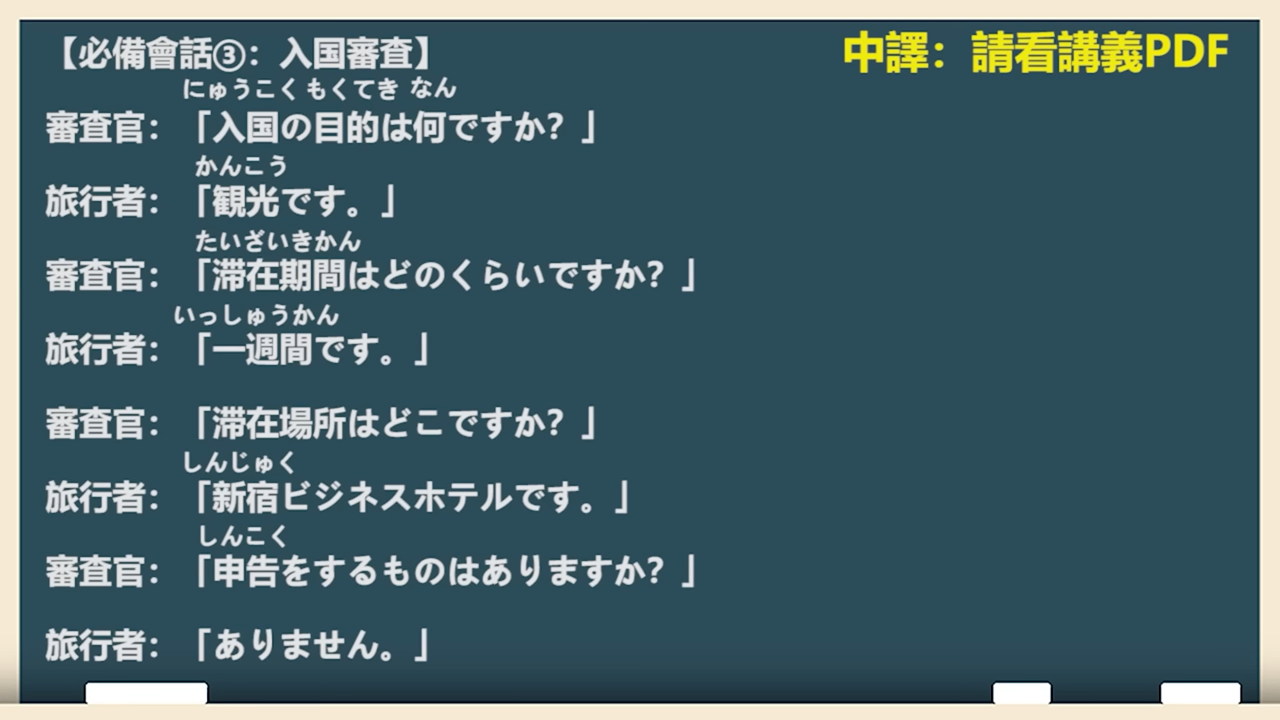 【必備會話③：入国審査】
中譯：請看講義PDF
にゅうこく もくてき なん
審査官：「入国の目的は何ですか？」
かんこう
旅行者：「観光です。」
たいざいきかん
審査官：「滞在期間はどのくらいですか？」
いっしゅうかん
旅行者：「一週間です。」
審査官：「滞在場所はどこですか？」
しんじゅく
旅行者：「新宿ビジネスホテルです。」
しんこく
審査官：「申告をするものはありますか？」
旅行者：「ありません。」